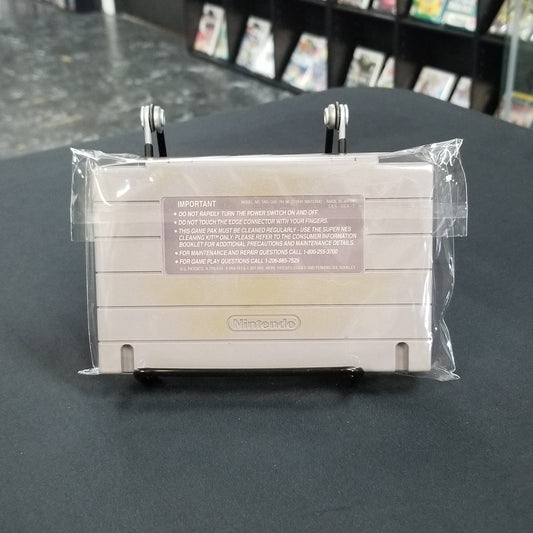 IMPORTANT
• DO NOT RAPIDLY TURN THE POWER SWITCH ON AND OFF.
• DO NOT TOUCH THE EDGE CONNECTOR WITH YOUR FINGERS.
• THIS GAME PAK MUST BE CLEANED REGULARLY - USE THE SUPER NES
CLEANING KIT™ ONLY. PLEASE REFER TO THE CONSUMER INFORMATION
BOOKLET FOR ADDITIONAL PRECAUTIONS AND MAINTENANCE DETAILS.
• FOR MAINTENANCE AND REPAIR QUESTIONS CALL 1-800-255-3700
• FOR GAME PLAY QUESTIONS CALL 1-206-885-7529
Nintendo